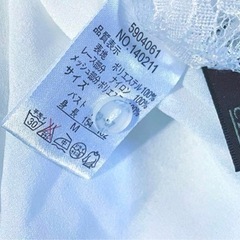 5904061
NO.140211
品質表示
表地 ポリエステル100%
レース部分 ナイロン100%
メッシュ部分 ポリエステル100%
サイズ M
バスト
身長
30